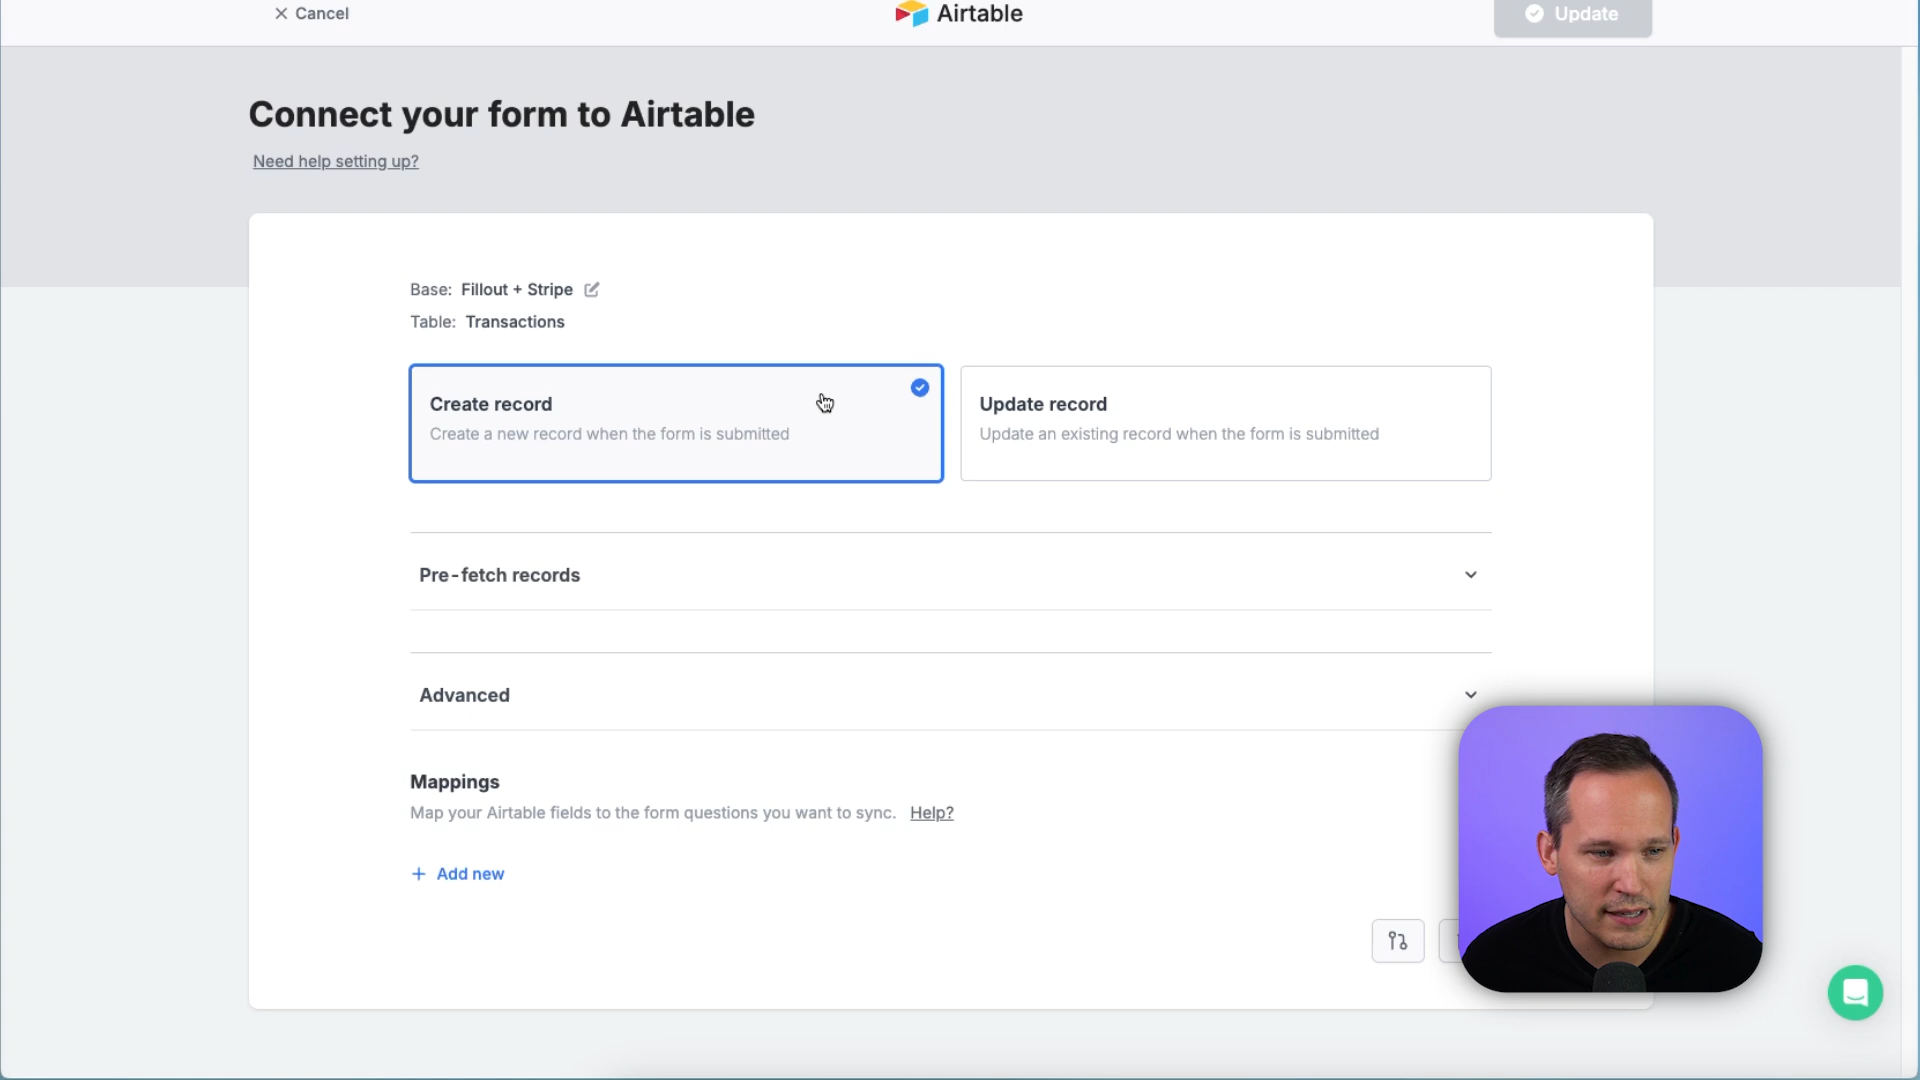 Cancel
Airtable
Update
Connect your form to Airtable
Need help setting up?
Base: Fillout + Stripe
Table: Transactions
Create record
Create a new record when the form is submitted
Update record
Update an existing record when the form is submitted
Pre-fetch records
Advanced
Mappings
Map your Airtable fields to the form questions you want to sync. Help?
+ Add new